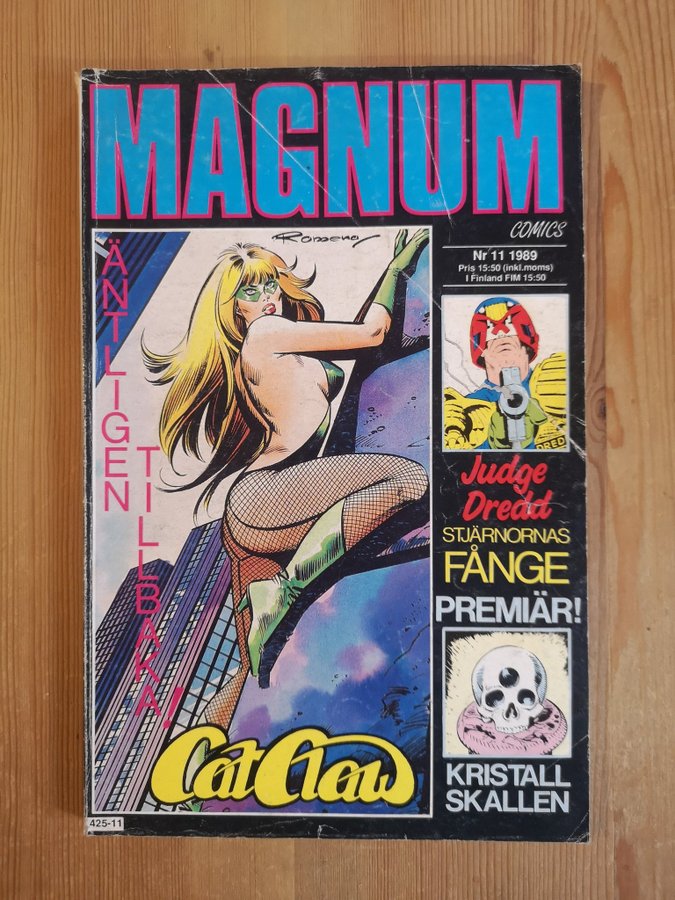 MAGNUM
COMICS
Nr 11 1989
Pris 15:50 (inkl.moms)
I Finland FIM 15:50
Romero
ÄNTLIGEN
TILLBAKA!
Cat Claw
DRED
Judge
Dredd
STJÄRNORNAS
FÅNGE
PREMIÄR!
KRISTALL
SKALLEN
425-11